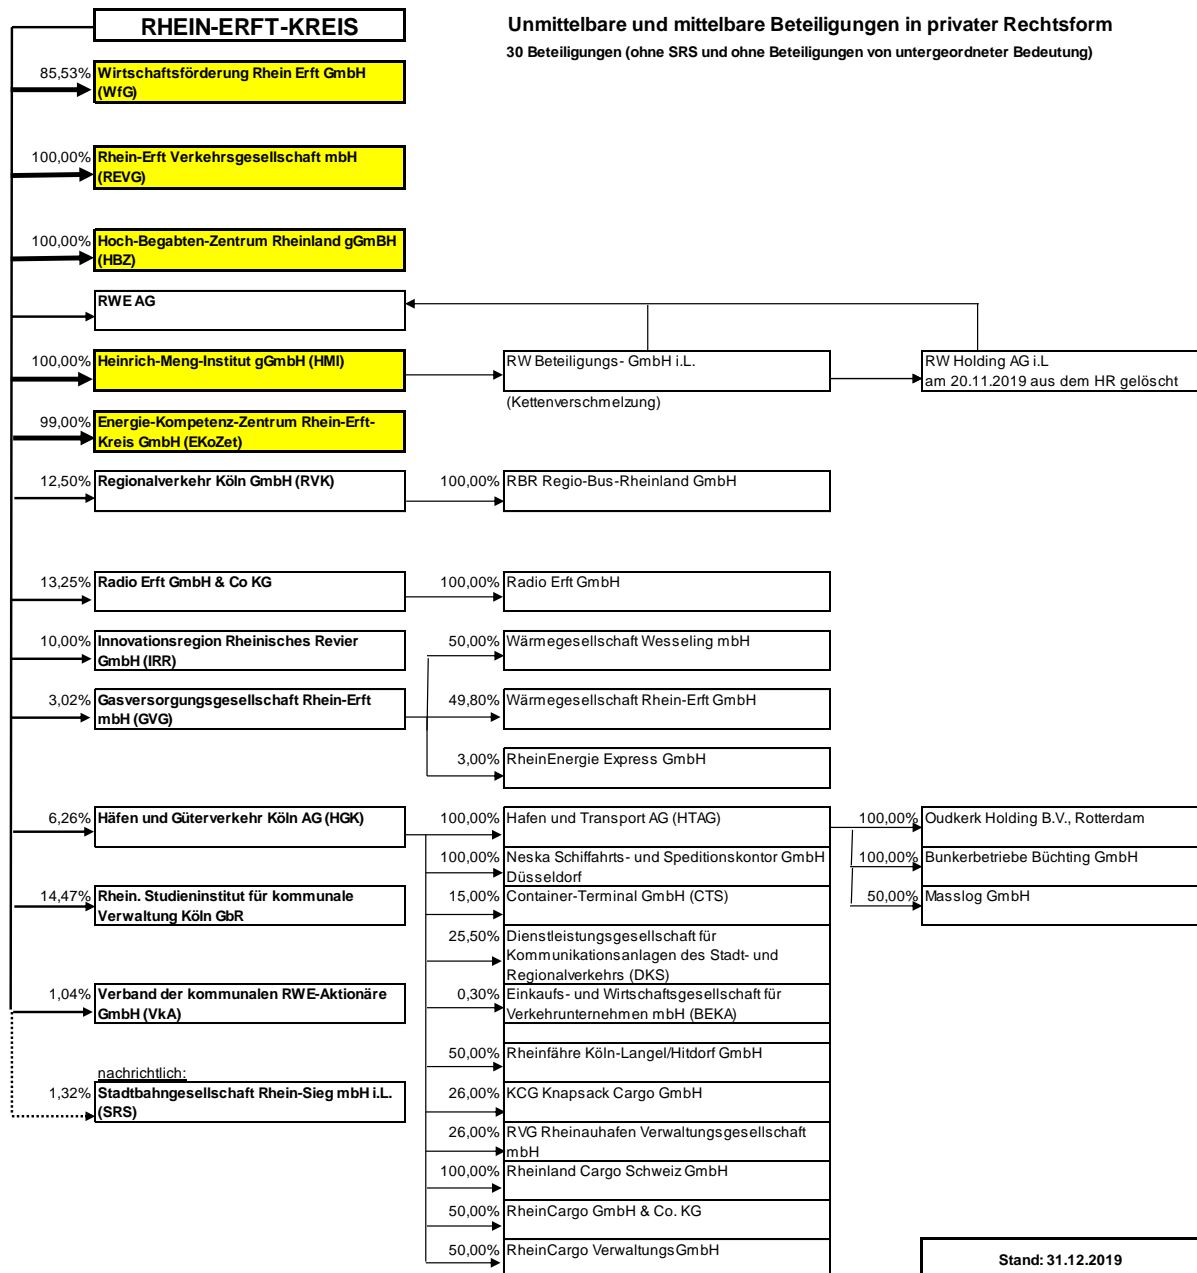 RHEIN-ERFT-KREIS
Unmittelbare und mittelbare Beteiligungen in privater Rechtsform
30 Beteiligungen (ohne SRS und ohne Beteiligungen von untergeordneter Bedeutung)
85,53% Wirtschaftsförderung Rhein Erft GmbH
(WfG)
100,00% Rhein-Erft Verkehrsgesellschaft mbH
(REVG)
100,00% Hoch-Begabten-Zentrum Rheinland gGmBH
(HBZ)
RWE AG
100,00% Heinrich-Meng-Institut gGmbH (HMI)
RW Beteiligungs- GmbH i.L.
(Kettenverschmelzung)
RW Holding AG i.L
am 20.11.2019 aus dem HR gelöscht
99,00% Energie-Kompetenz-Zentrum Rhein-Erft-
Kreis GmbH (EKoZet)
12,50% Regionalverkehr Köln GmbH (RVK)
100,00% RBR Regio-Bus-Rheinland GmbH
13,25% Radio Erft GmbH & Co KG
100,00% Radio Erft GmbH
10,00% Innovationsregion Rheinisches Revier
GmbH (IRR)
50,00% Wärmegesellschaft Wesseling mbH
3,02% Gasversorgungsgesellschaft Rhein-Erft
mbH (GVG)
49,80% Wärmegesellschaft Rhein-Erft GmbH
3,00% RheinEnergie Express GmbH
6,26% Häfen und Güterverkehr Köln AG (HGK)
100,00% Hafen und Transport AG (HTAG)
100,00% Oudkerk Holding B.V., Rotterdam
100,00% Neska Schiffahrts- und Speditionskontor GmbH
Düsseldorf
100,00% Bunkerbetriebe Büchting GmbH
14,47% Rhein. Studieninstitut für kommunale
Verwaltung Köln GbR
15,00% Container-Terminal GmbH (CTS)
50,00% Masslog GmbH
25,50% Dienstleistungsgesellschaft für
Kommunikationsanlagen des Stadt- und
Regionalverkehrs (DKS)
1,04% Verband der kommunalen RWE-Aktionäre
GmbH (VkA)
0,30% Einkaufs- und Wirtschaftsgesellschaft für
Verkehrunternehmen mbH (BEKA)
50,00% Rheinfähre Köln-Langel/Hitdorf GmbH
nachrichtlich:
1,32% Stadtbahngesellschaft Rhein-Sieg mbH i.L.
(SRS)
26,00% KCG Knapsack Cargo GmbH
26,00% RVG Rheinauhafen Verwaltungsgesellschaft
mbH
100,00% Rheinland Cargo Schweiz GmbH
50,00% RheinCargo GmbH & Co. KG
50,00% RheinCargo VerwaltungsGmbH
Stand: 31.12.2019